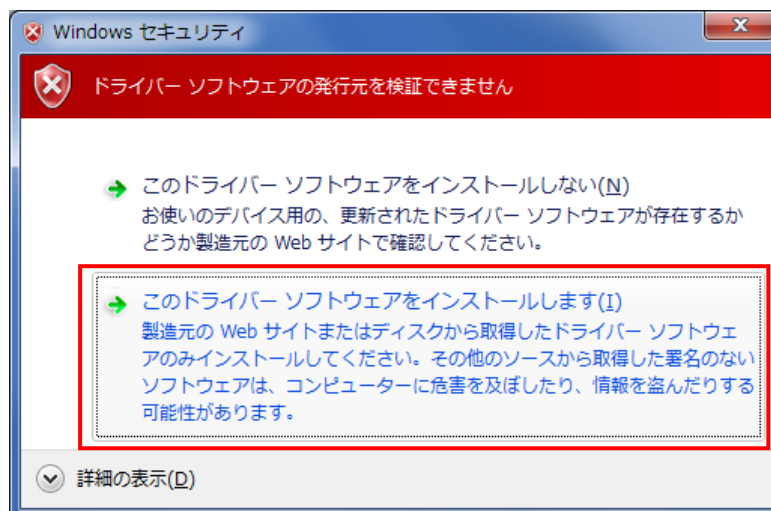 Windows セキュリティ
ドライバー ソフトウェアの発行元を検証できません
このドライバー ソフトウェアをインストールしない(N)
お使いのデバイス用の、更新されたドライバー ソフトウェアが存在するか
どうか製造元の Web サイトで確認してください。
このドライバー ソフトウェアをインストールします(I)
製造元の Web サイトまたはディスクから取得したドライバー ソフトウェ
アのみインストールしてください。その他のソースから取得した署名のない
ソフトウェアは、コンピューターに危害を及ぼしたり、情報を盗んだりする
可能性があります。
詳細の表示(D)